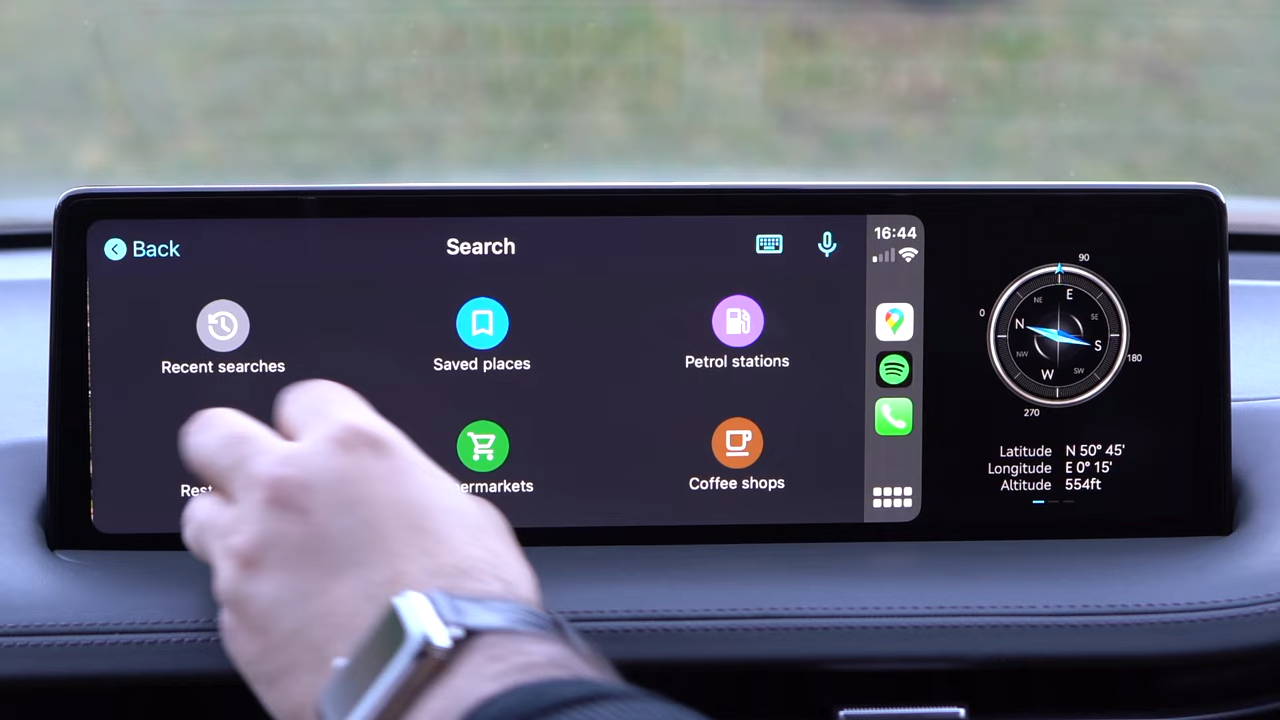 Back
Search
16:44
Recent searches
Saved places
Petrol stations
Coffee shops
90
0
180
270
E
NE
SE
N
S
NW
SW
W
Latitude N 50° 45'
Longitude E 0° 15'
Altitude 554ft